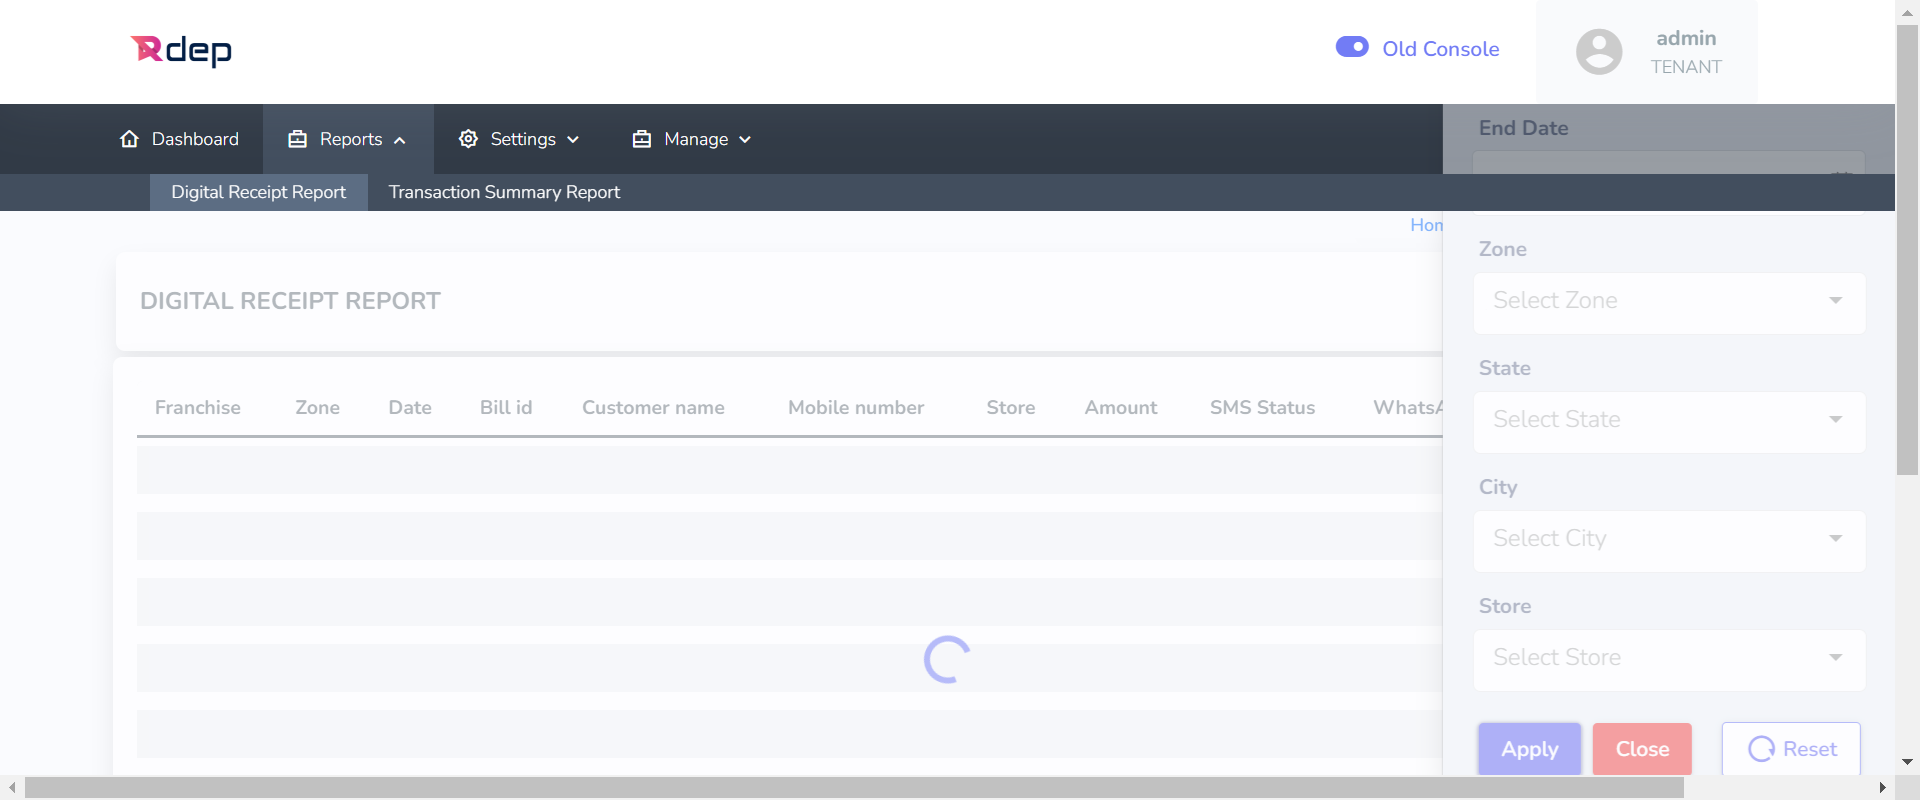 Rdep
Old Console
admin
TENANT
Dashboard
Reports
Settings
Manage
End Date
Digital Receipt Report
Transaction Summary Report
Zone
Select Zone
DIGITAL RECEIPT REPORT
State
Select State
Franchise Zone Date Bill id Customer name Mobile number Store Amount SMS Status
City
Select City
Store
Select Store
Apply
Close
Reset